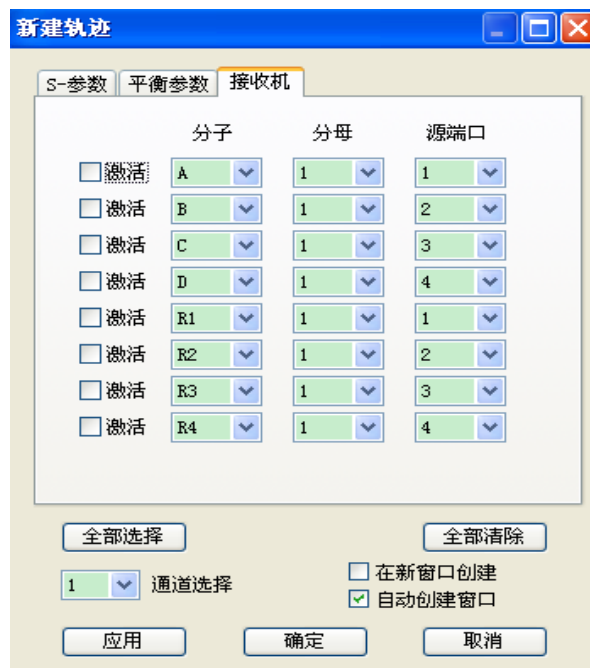 新建轨迹
S-参数 平衡参数 接收机
分子 分母 源端口
激活 A 1 1
激活 B 1 2
激活 C 1 3
激活 D 1 4
激活 R1 1 1
激活 R2 1 2
激活 R3 1 3
激活 R4 1 4
全部选择 全部清除
1 通道选择 在新窗口创建
自动创建窗口
应用 确定 取消